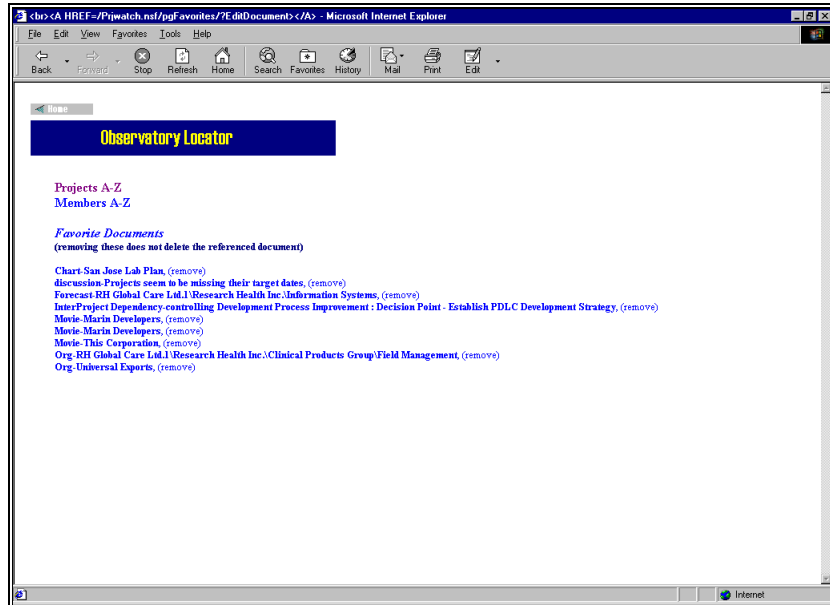 <br><A HREF=/Prjwatch.nsf/pgFavorites/?EditDocument></A> - Microsoft Internet Explorer
File Edit View Favorites Tools Help
Back Forward Stop Refresh Home Search Favorites History Mail Print Edit
Home
Observatory Locator
Projects A-Z
Members A-Z
Favorite Documents
(removing these does not delete the referenced document)
Chart-San Jose Lab Plan, (remove)
discussion-Projects seem to be missing their target dates, (remove)
Forecast-RH Global Care Ltd.1\Research Health Inc.\Information Systems, (remove)
InterProject Dependency-controlling Development Process Improvement : Decision Point - Establish PDLC Development Strategy, (remove)
Movie-Marin Developers, (remove)
Movie-Marin Developers, (remove)
Movie-This Corporation, (remove)
Org-RH Global Care Ltd.1\Research Health Inc.\Clinical Products Group\Field Management, (remove)
Org-Universal Exports, (remove)
Internet